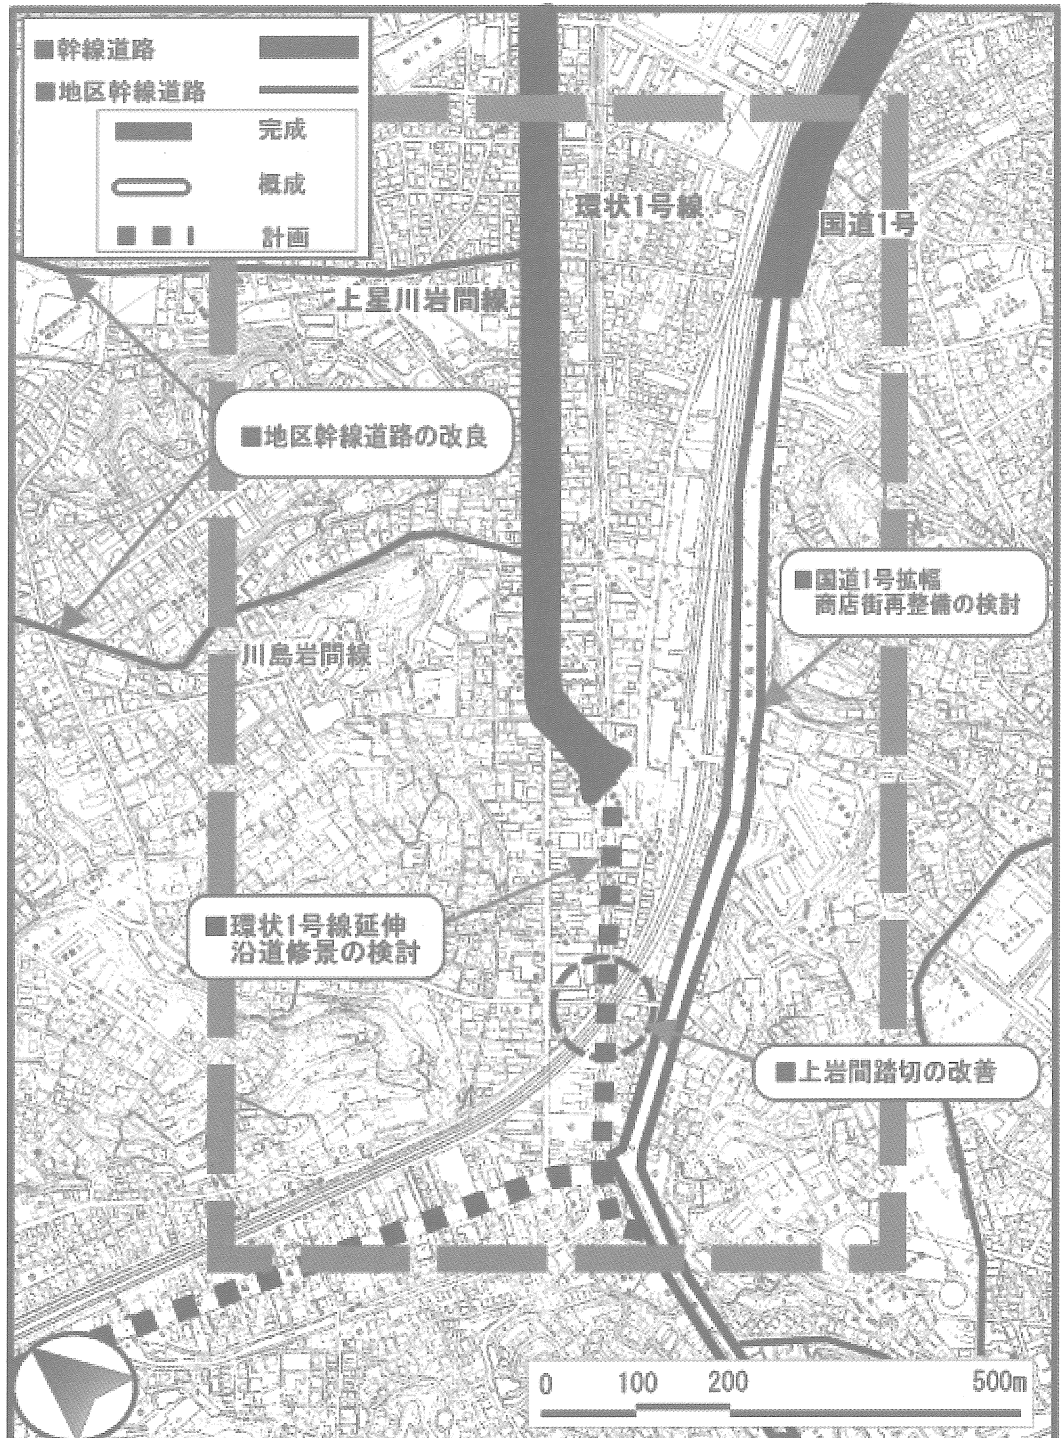 ■幹線道路
■地区幹線道路
完成
概成
計画
環状1号線
国道1号
上星川岩間線
■地区幹線道路の改良
■国道1号拡幅
商店街再整備の検討
川島岩間線
■環状1号線延伸
沿道修景の検討
■上岩間踏切の改善
0 100 200 500m